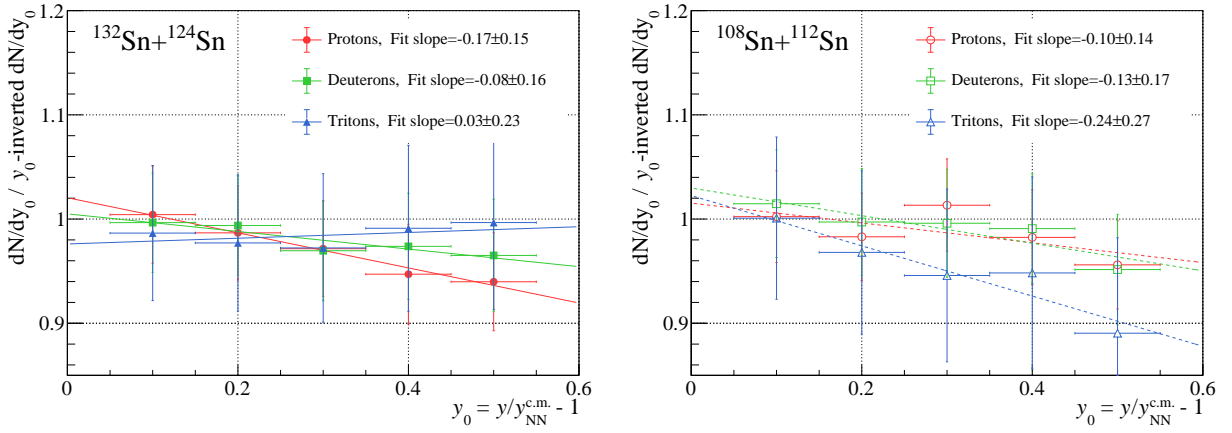 dN/dy₀ / y₀-inverted dN/dy₀
1.2
1.1
1
0.9
¹³²Sn+¹²⁴Sn
Protons, Fit slope=-0.17±0.15
Deuterons, Fit slope=-0.08±0.16
Tritons, Fit slope=0.03±0.23
0 0.2 0.4 0.6
y₀ = y/y_NN^c.m. - 1
dN/dy₀ / y₀-inverted dN/dy₀
1.2
1.1
1
0.9
¹⁰⁸Sn+¹¹²Sn
Protons, Fit slope=-0.10±0.14
Deuterons, Fit slope=-0.13±0.17
Tritons, Fit slope=-0.24±0.27
0 0.2 0.4 0.6
y₀ = y/y_NN^c.m. - 1